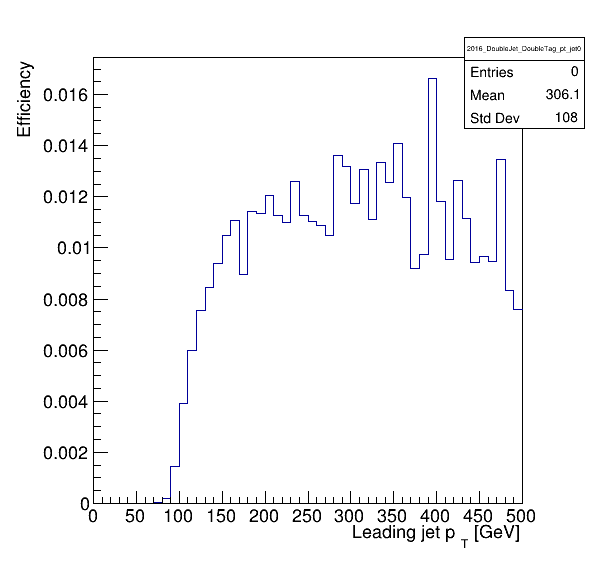 2016_DoubleJet_DoubleTag_pt_jet0
Entries 0
Mean 306.1
Std Dev 108
Efficiency
0.016
0.014
0.012
0.01
0.008
0.006
0.004
0.002
0
0 50 100 150 200 250 300 350 400 450 500
Leading jet p T [GeV]